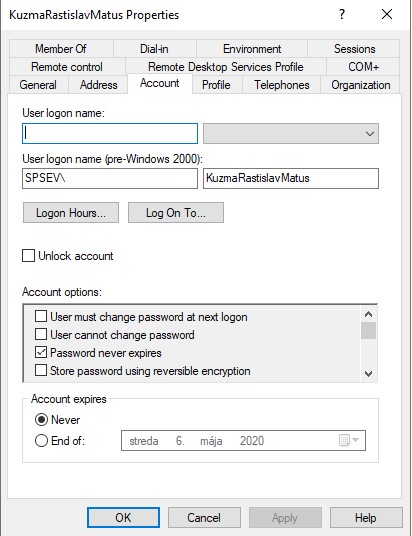 KuzmaRastislavMatus Properties
Member Of Dial-in Environment Sessions
Remote control Remote Desktop Services Profile COM+
General Address Account Profile Telephones Organization
User logon name:
User logon name (pre-Windows 2000):
SPSEV\ KuzmaRastislavMatus
Logon Hours... Log On To...
Unlock account
Account options:
User must change password at next logon
User cannot change password
Password never expires
Store password using reversible encryption
Account expires
Never
End of: streda 6. mája 2020
OK Cancel Apply Help